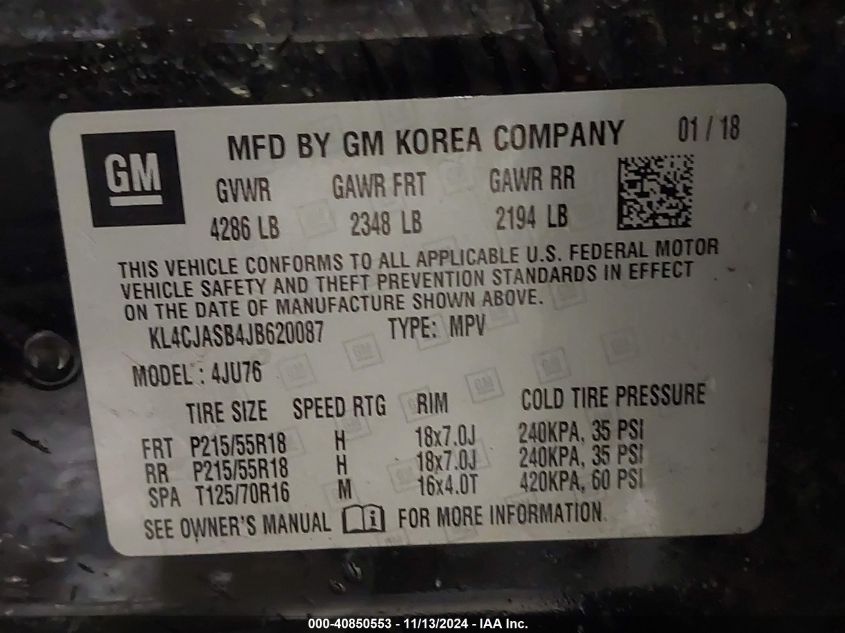 GM
MFD BY GM KOREA COMPANY 01 / 18
GVWR GAWR FRT GAWR RR
4286 LB 2348 LB 2194 LB
THIS VEHICLE CONFORMS TO ALL APPLICABLE U.S. FEDERAL MOTOR
VEHICLE SAFETY AND THEFT PREVENTION STANDARDS IN EFFECT
ON THE DATE OF MANUFACTURE SHOWN ABOVE.
KL4CJASB4JB620087 TYPE: MPV
MODEL : 4JU76
TIRE SIZE SPEED RTG RIM COLD TIRE PRESSURE
FRT P215/55R18 H 18x7.0J 240KPA, 35 PSI
RR P215/55R18 H 18x7.0J 240KPA, 35 PSI
SPA T125/70R16 M 16x4.0T 420KPA, 60 PSI
SEE OWNER'S MANUAL i FOR MORE INFORMATION
000-40850553 - 11/13/2024 - IAA Inc.